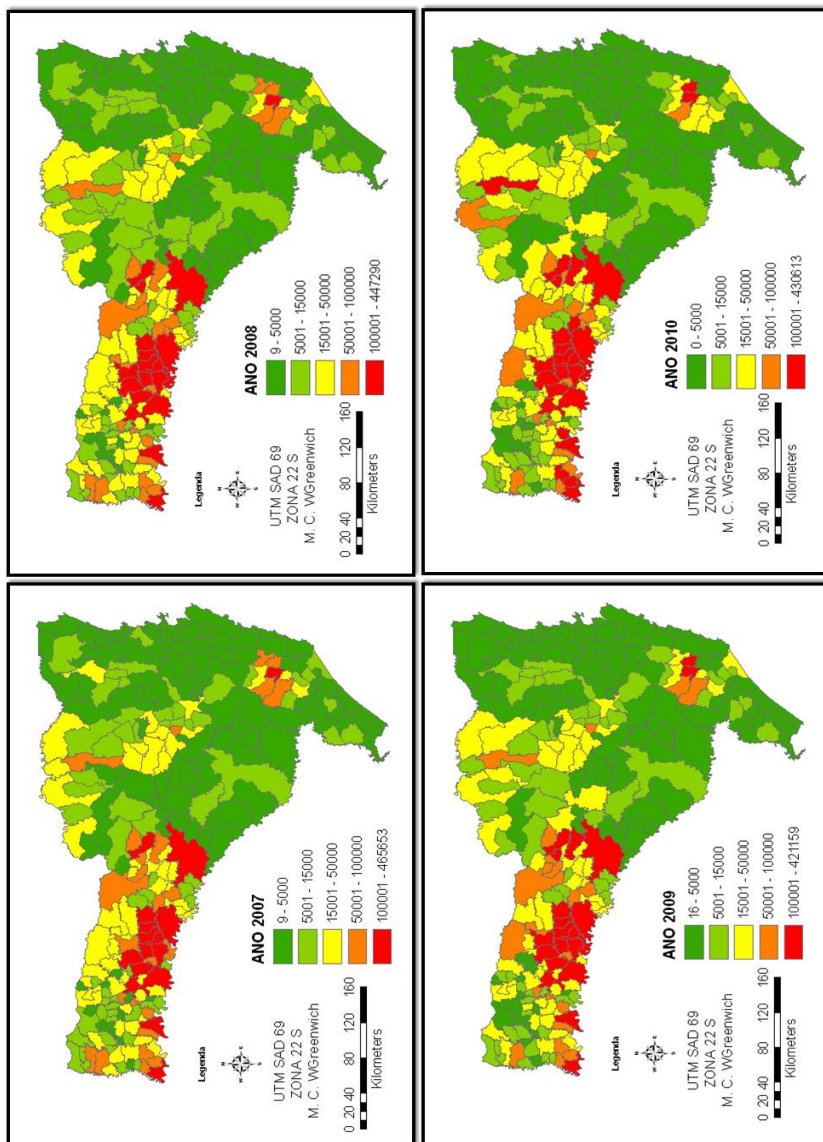 Legenda
N
W E
S
UTM SAD 69
ZONA 22 S
M. C. WGreenwich
0 20 40 80 120 160
Kilometers
ANO 2007
9 - 5000
5001 - 15000
15001 - 50000
50001 - 100000
100001 - 465653
Legenda
N
W E
S
UTM SAD 69
ZONA 22 S
M. C. WGreenwich
0 20 40 80 120 160
Kilometers
ANO 2008
9 - 5000
5001 - 15000
15001 - 50000
50001 - 100000
100001 - 447290
Legenda
N
W E
S
UTM SAD 69
ZONA 22 S
M. C. WGreenwich
0 20 40 80 120 160
Kilometers
ANO 2009
16 - 5000
5001 - 15000
15001 - 50000
50001 - 100000
100001 - 421159
Legenda
N
W E
S
UTM SAD 69
ZONA 22 S
M. C. WGreenwich
0 20 40 80 120 160
Kilometers
ANO 2010
0 - 5000
5001 - 15000
15001 - 50000
50001 - 100000
100001 - 430613